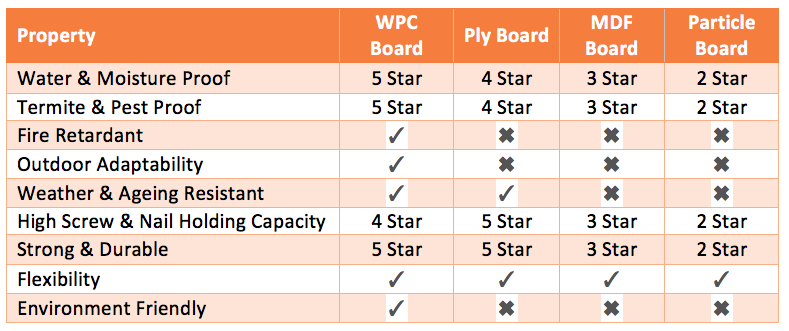 Property WPC Board Ply Board MDF Board Particle Board
Water & Moisture Proof 5 Star 4 Star 3 Star 2 Star
Termite & Pest Proof 5 Star 4 Star 3 Star 2 Star
Fire Retardant ✓ ✖ ✖ ✖
Outdoor Adaptability ✓ ✖ ✖ ✖
Weather & Ageing Resistant ✓ ✓ ✖ ✖
High Screw & Nail Holding Capacity 4 Star 5 Star 3 Star 2 Star
Strong & Durable 5 Star 5 Star 3 Star 2 Star
Flexibility ✓ ✓ ✓ ✓
Environment Friendly ✓ ✖ ✖ ✖